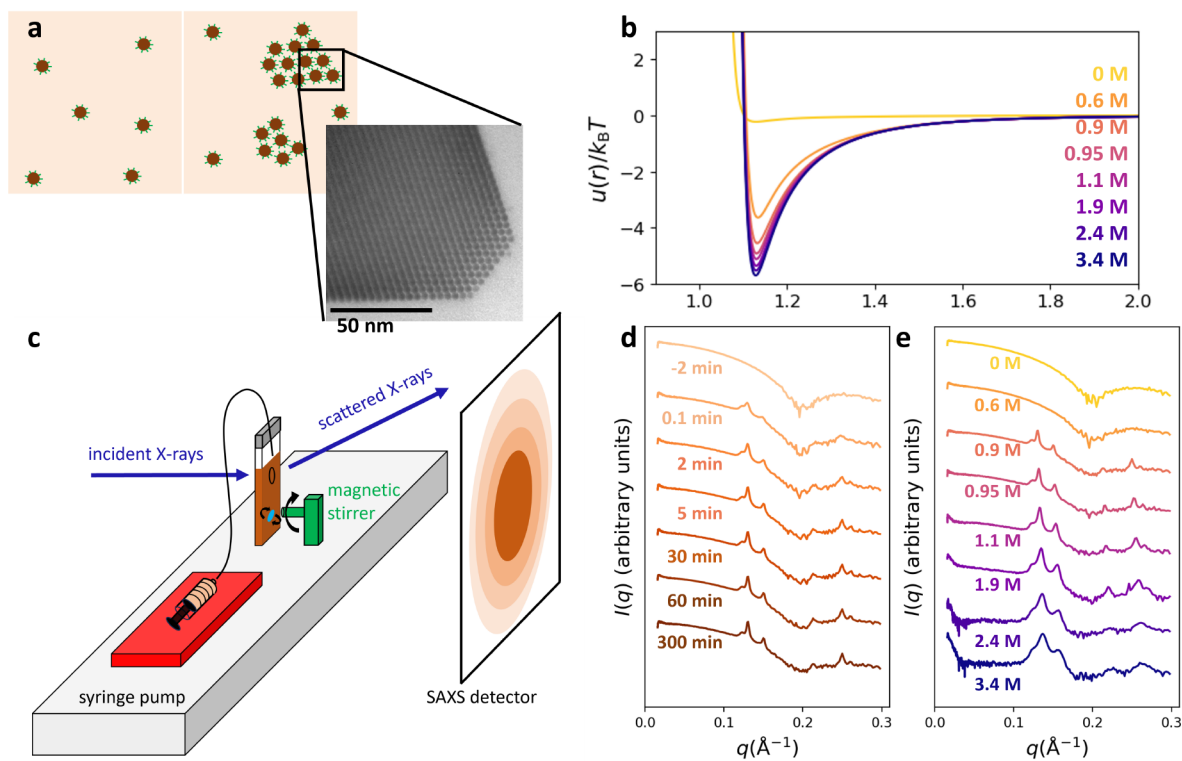 a
50 nm
b
u(r)/k_BT
2
0
−2
−4
−6
1.0
1.2
1.4
1.6
1.8
2.0
0 M
0.6 M
0.9 M
0.95 M
1.1 M
1.9 M
2.4 M
3.4 M
c
incident X-rays
scattered X-rays
magnetic
stirrer
syringe pump
SAXS detector
d
I(q) (arbitrary units)
-2 min
0.1 min
2 min
5 min
30 min
60 min
300 min
0.0
0.1
0.2
0.3
q(Å⁻¹)
e
I(q) (arbitrary units)
0 M
0.6 M
0.9 M
0.95 M
1.1 M
1.9 M
2.4 M
3.4 M
0.0
0.1
0.2
0.3
q(Å⁻¹)